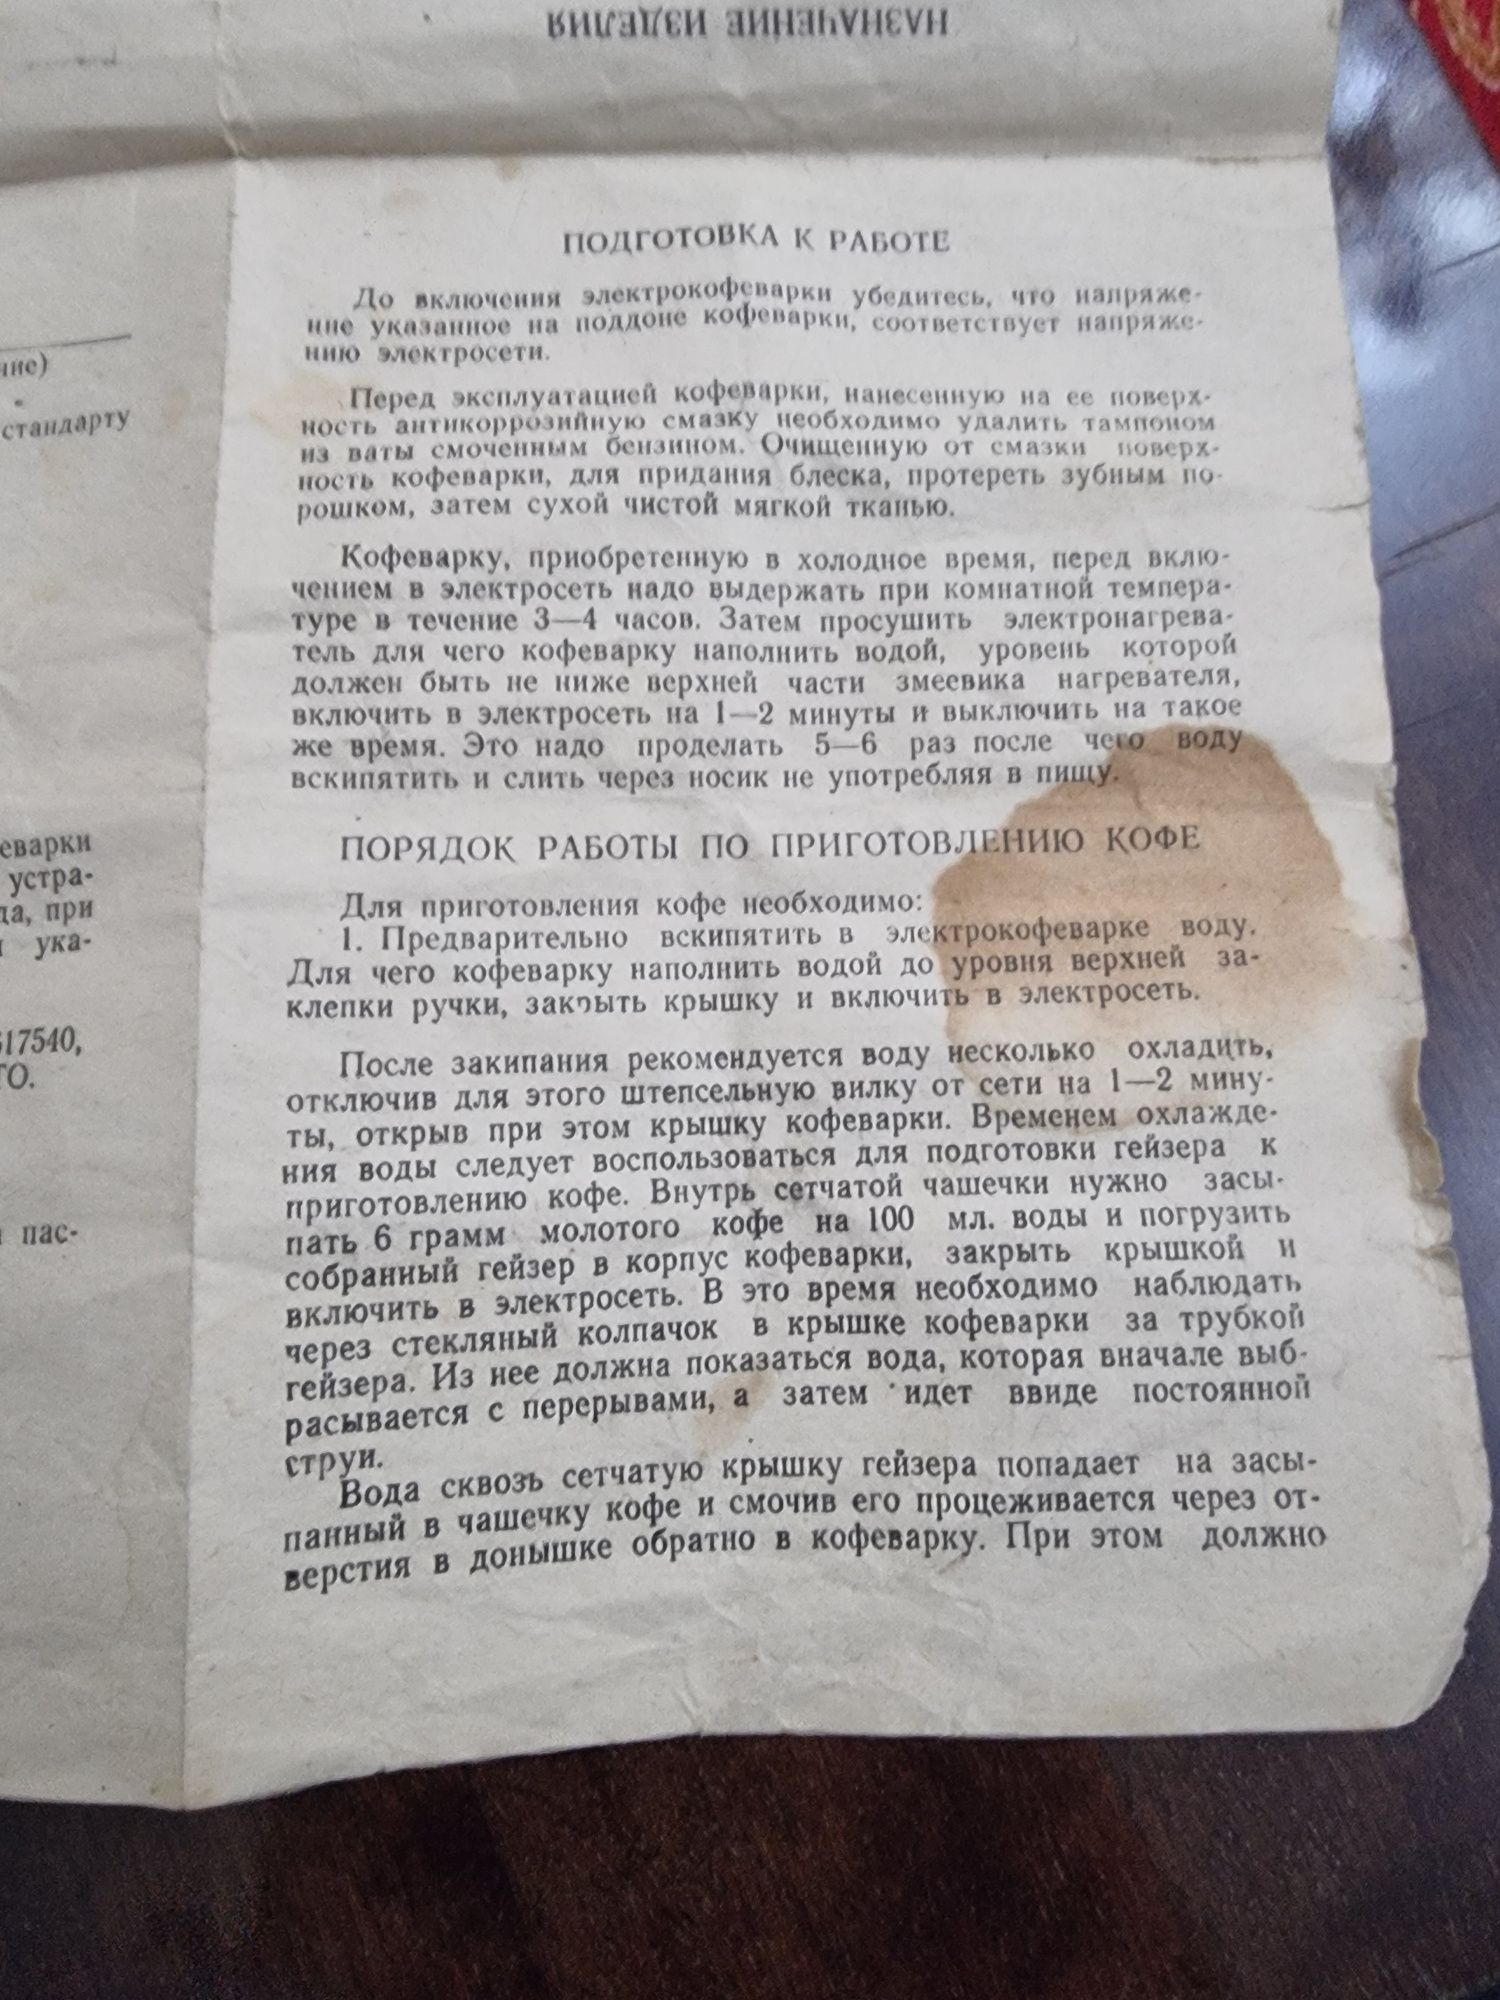 НАЗНАЧЕНИЕ ИЗДЕЛИЯ
ПОДГОТОВКА К РАБОТЕ
До включения электрокофеварки убедитесь, что напряже-
ние указанное на поддоне кофеварки, соответствует напряже-
нию электросети.
Перед эксплуатацией кофеварки, нанесенную на ее поверх-
ность антикоррозийную смазку необходимо удалить тампоном
из ваты смоченным бензином. Очищенную от смазки поверх-
ность кофеварки, для придания блеска, протереть зубным по-
рошком, затем сухой чистой мягкой тканью.
Кофеварку, приобретенную в холодное время, перед вклю-
чением в электросеть надо выдержать при комнатной темпера-
туре в течение 3—4 часов. Затем просушить электронагрева-
тель для чего кофеварку наполнить водой, уровень которой
должен быть не ниже верхней части змеевика нагревателя,
включить в электросеть на 1—2 минуты и выключить на такое
же время. Это надо проделать 5—6 раз после чего воду
вскипятить и слить через носик не употребляя в пищу.
ПОРЯДОК РАБОТЫ ПО ПРИГОТОВЛЕНИЮ КОФЕ
Для приготовления кофе необходимо:
1. Предварительно вскипятить в электрокофеварке воду.
Для чего кофеварку наполнить водой до уровня верхней за-
клепки ручки, закрыть крышку и включить в электросеть.
После закипания рекомендуется воду несколько охладить,
отключив для этого штепсельную вилку от сети на 1—2 мину-
ты, открыв при этом крышку кофеварки. Временем охлажде-
ния воды следует воспользоваться для подготовки гейзера к
приготовлению кофе. Внутрь сетчатой чашечки нужно засы-
пать 6 грамм молотого кофе на 100 мл. воды и погрузить
собранный гейзер в корпус кофеварки, закрыть крышкой и
включить в электросеть. В это время необходимо наблюдать
через стекляный колпачок в крышке кофеварки за трубкой
гейзера. Из нее должна показаться вода, которая вначале выб-
расывается с перерывами, а затем идет ввиде постоянной
струи.
Вода сквозь сетчатую крышку гейзера попадает на засы-
панный в чашечку кофе и смочив его процеживается через от-
верстия в донышке обратно в кофеварку. При этом должно
стандарту
еварки
устра-
да, при
ука-
17540,
ТО.
пас-